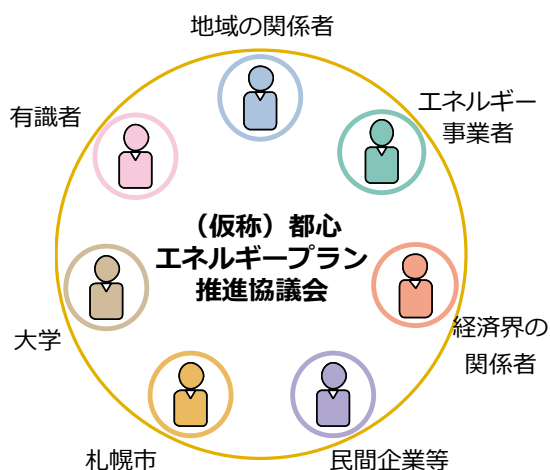 地域の関係者
有識者
エネルギー
事業者
（仮称）都心
エネルギープラン
推進協議会
大学
経済界の
関係者
札幌市
民間企業等